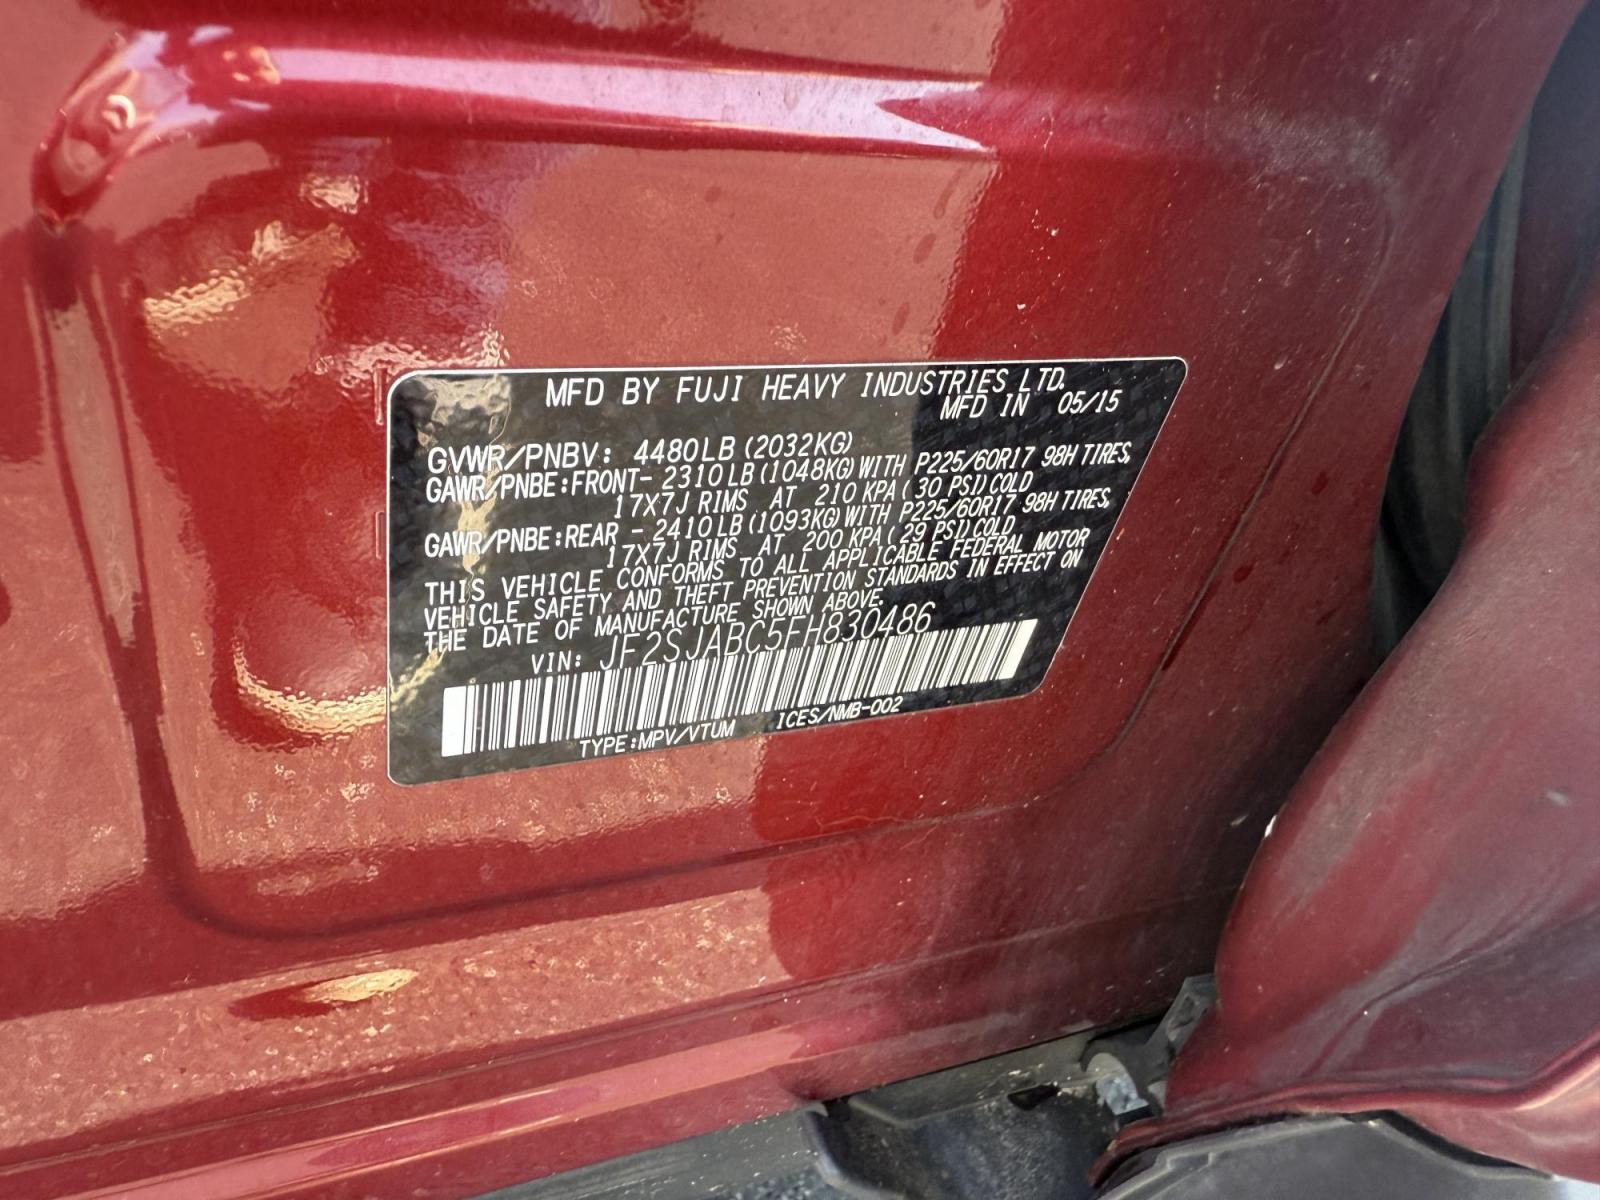 MFD BY FUJI HEAVY INDUSTRIES LTD.
MFD IN 05/15
GVWR/PNBV: 4480LB (2032KG)
GAWR/PNBE:FRONT- 2310LB (1048KG) WITH P225/60R17 98H TIRES,
17X7J RIMS AT 210 KPA (30 PSI) COLD
GAWR/PNBE:REAR - 2410LB (1093KG) WITH P225/60R17 98H TIRES,
17X7J RIMS AT 200 KPA (29 PSI) COLD
THIS VEHICLE CONFORMS TO ALL APPLICABLE FEDERAL MOTOR
VEHICLE SAFETY AND THEFT PREVENTION STANDARDS IN EFFECT ON
THE DATE OF MANUFACTURE SHOWN ABOVE.
VIN: JF2SJABC5FH830486
TYPE:MPV/VTUM ICES/NMB-002